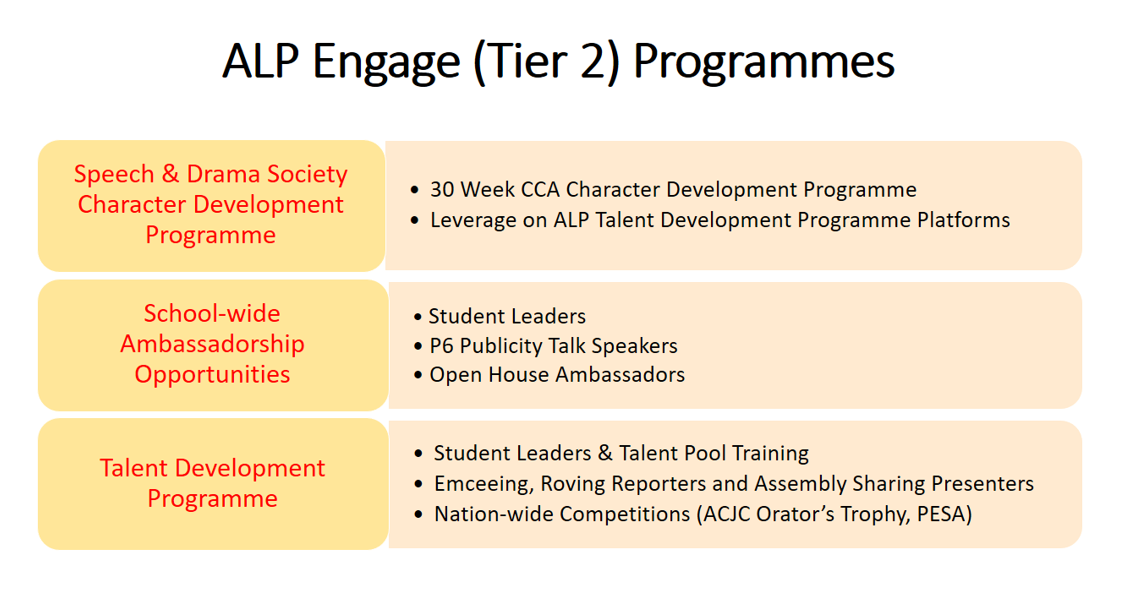 ALP Engage (Tier 2) Programmes
Speech & Drama Society
Character Development
Programme
• 30 Week CCA Character Development Programme
• Leverage on ALP Talent Development Programme Platforms
School-wide
Ambassadorship
Opportunities
• Student Leaders
• P6 Publicity Talk Speakers
• Open House Ambassadors
Talent Development
Programme
• Student Leaders & Talent Pool Training
• Emceeing, Roving Reporters and Assembly Sharing Presenters
• Nation-wide Competitions (ACJC Orator’s Trophy, PESA)